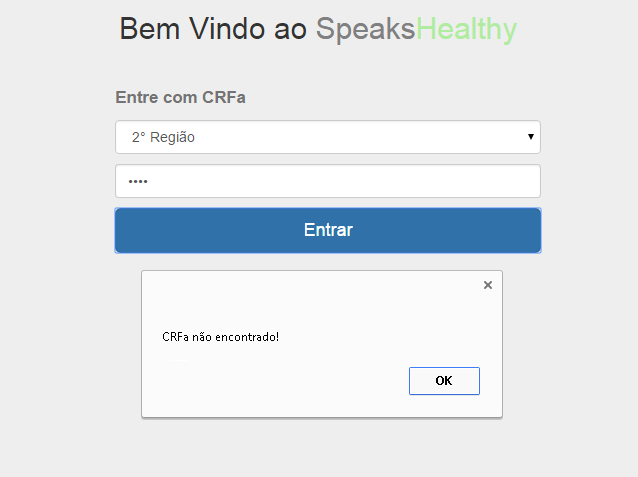 Bem Vindo ao SpeaksHealthy
Entre com CRFa
2° Região
••••
Entrar
×
CRFa não encontrado!
OK